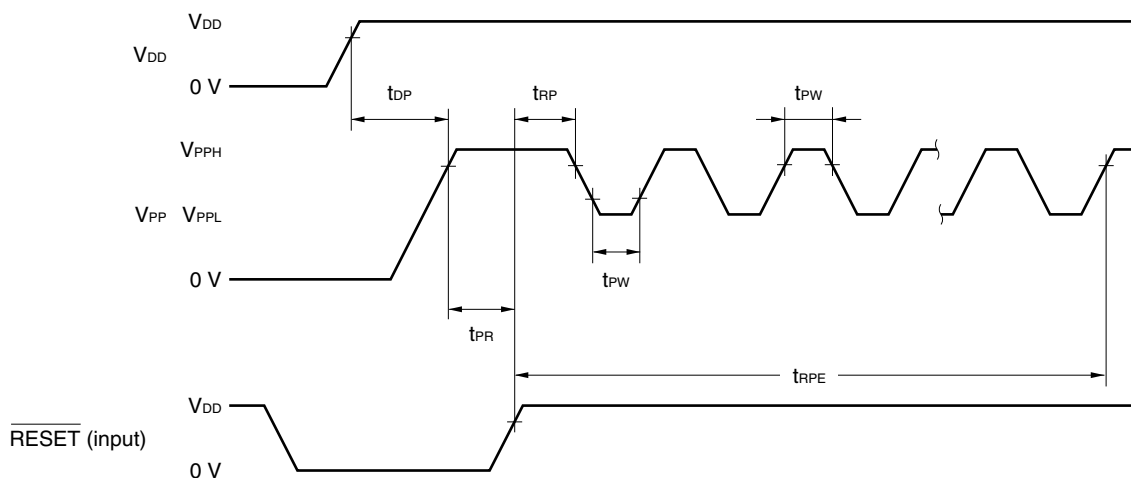 VDD
VDD
0 V
tDP
tRP
tPW
VPPH
VPP VPPL
0 V
tPW
tPR
tRPE
VDD
RESET (input)
0 V